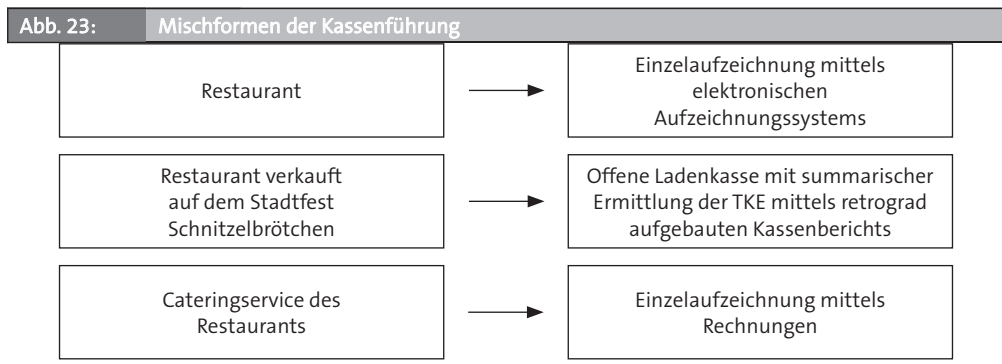 Abb. 23: Mischformen der Kassenführung
Restaurant
Einzelaufzeichnung mittels
elektronischen
Aufzeichnungssystems
Restaurant verkauft
auf dem Stadtfest
Schnitzelbrötchen
Offene Ladenkasse mit summarischer
Ermittlung der TKE mittels retrograd
aufgebauten Kassenberichts
Cateringservice des
Restaurants
Einzelaufzeichnung mittels
Rechnungen